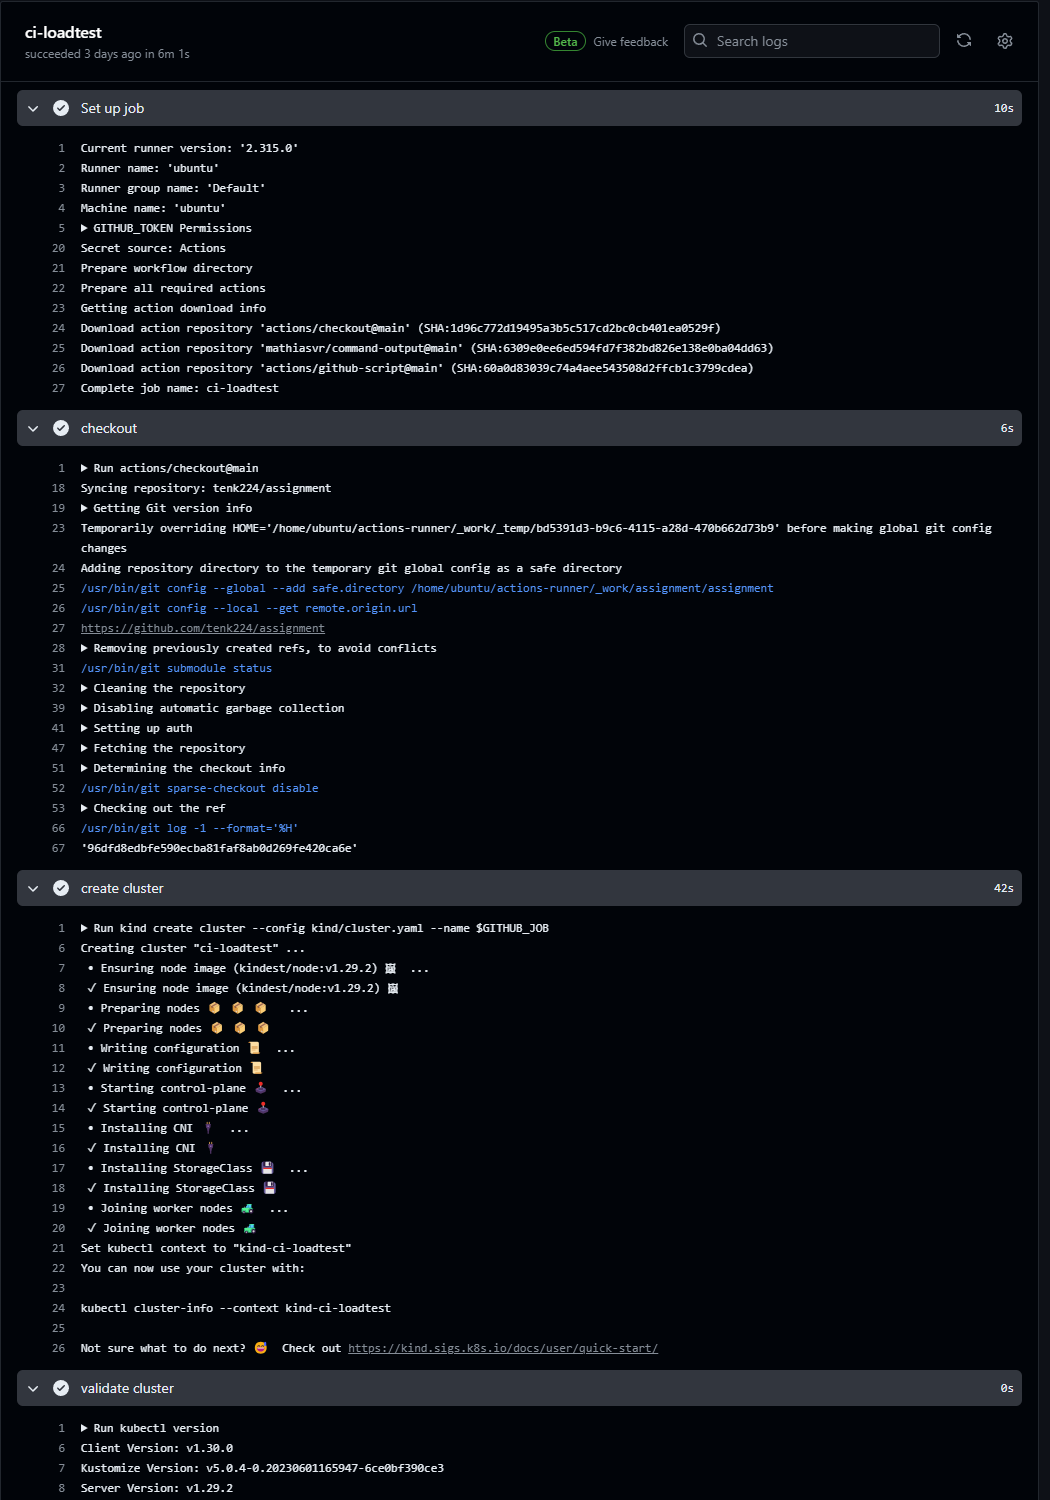 ci-loadtest
succeeded 3 days ago in 6m 1s
Beta Give feedback
Search logs
Set up job 10s
1 Current runner version: '2.315.0'
2 Runner name: 'ubuntu'
3 Runner group name: 'Default'
4 Machine name: 'ubuntu'
5 ▶ GITHUB_TOKEN Permissions
20 Secret source: Actions
21 Prepare workflow directory
22 Prepare all required actions
23 Getting action download info
24 Download action repository 'actions/checkout@main' (SHA:1d96c772d19495a3b5c517cd2bc0cb401ea0529f)
25 Download action repository 'mathiasvr/command-output@main' (SHA:6309e0ee6ed594fd7f382bd826e138e0ba04dd63)
26 Download action repository 'actions/github-script@main' (SHA:60a0d83039c74a4aee543508d2ffcb1c3799cdea)
27 Complete job name: ci-loadtest
checkout 6s
1 ▶ Run actions/checkout@main
18 Syncing repository: tenk224/assignment
19 ▶ Getting Git version info
23 Temporarily overriding HOME='/home/ubuntu/actions-runner/_work/_temp/bd5391d3-b9c6-4115-a28d-470b662d73b9' before making global git config
changes
24 Adding repository directory to the temporary git global config as a safe directory
25 /usr/bin/git config --global --add safe.directory /home/ubuntu/actions-runner/_work/assignment/assignment
26 /usr/bin/git config --local --get remote.origin.url
27 https://github.com/tenk224/assignment
28 ▶ Removing previously created refs, to avoid conflicts
31 /usr/bin/git submodule status
32 ▶ Cleaning the repository
39 ▶ Disabling automatic garbage collection
41 ▶ Setting up auth
47 ▶ Fetching the repository
51 ▶ Determining the checkout info
52 /usr/bin/git sparse-checkout disable
53 ▶ Checking out the ref
66 /usr/bin/git log -1 --format='%H'
67 '96dfd8edbfe590ecba81faf8ab0d269fe420ca6e'
create cluster 42s
1 ▶ Run kind create cluster --config kind/cluster.yaml --name $GITHUB_JOB
6 Creating cluster "ci-loadtest" ...
7 • Ensuring node image (kindest/node:v1.29.2) 🖼 ...
8 ✓ Ensuring node image (kindest/node:v1.29.2) 🖼
9 • Preparing nodes 📦 📦 📦 ...
10 ✓ Preparing nodes 📦 📦 📦
11 • Writing configuration 📜 ...
12 ✓ Writing configuration 📜
13 • Starting control-plane 🕹 ...
14 ✓ Starting control-plane 🕹
15 • Installing CNI 🔌 ...
16 ✓ Installing CNI 🔌
17 • Installing StorageClass 💾 ...
18 ✓ Installing StorageClass 💾
19 • Joining worker nodes 🚜 ...
20 ✓ Joining worker nodes 🚜
21 Set kubectl context to "kind-ci-loadtest"
22 You can now use your cluster with:
23
24 kubectl cluster-info --context kind-ci-loadtest
25
26 Not sure what to do next? 😅 Check out https://kind.sigs.k8s.io/docs/user/quick-start/
validate cluster 0s
1 ▶ Run kubectl version
6 Client Version: v1.30.0
7 Kustomize Version: v5.0.4-0.20230601165947-6ce0bf390ce3
8 Server Version: v1.29.2